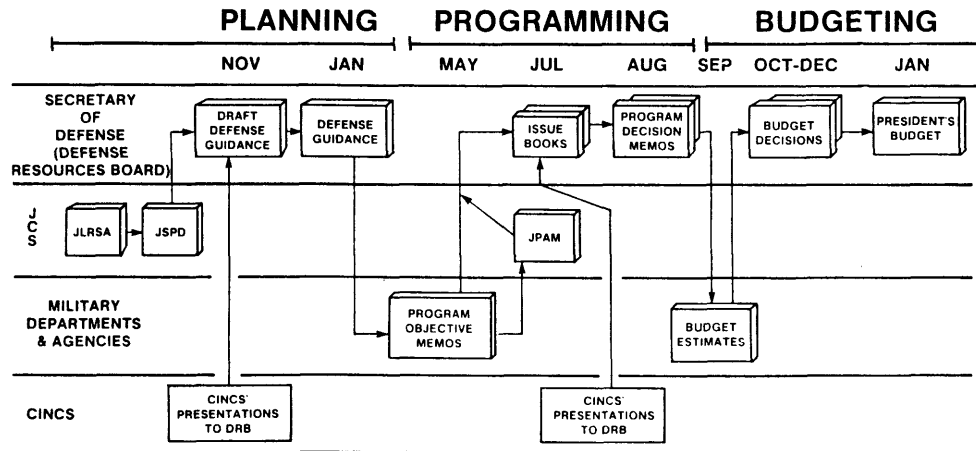 PLANNING PROGRAMMING BUDGETING
NOV JAN MAY JUL AUG SEP OCT-DEC JAN
SECRETARY
OF
DEFENSE
(DEFENSE
RESOURCES BOARD)
DRAFT
DEFENSE
GUIDANCE
DEFENSE
GUIDANCE
ISSUE
BOOKS
PROGRAM
DECISION
MEMOS
BUDGET
DECISIONS
PRESIDENT'S
BUDGET
J
C
S
JLRSA
JSPD
JPAM
MILITARY
DEPARTMENTS
& AGENCIES
PROGRAM
OBJECTIVE
MEMOS
BUDGET
ESTIMATES
CINCS
CINCS'
PRESENTATIONS
TO DRB
CINCS'
PRESENTATIONS
TO DRB